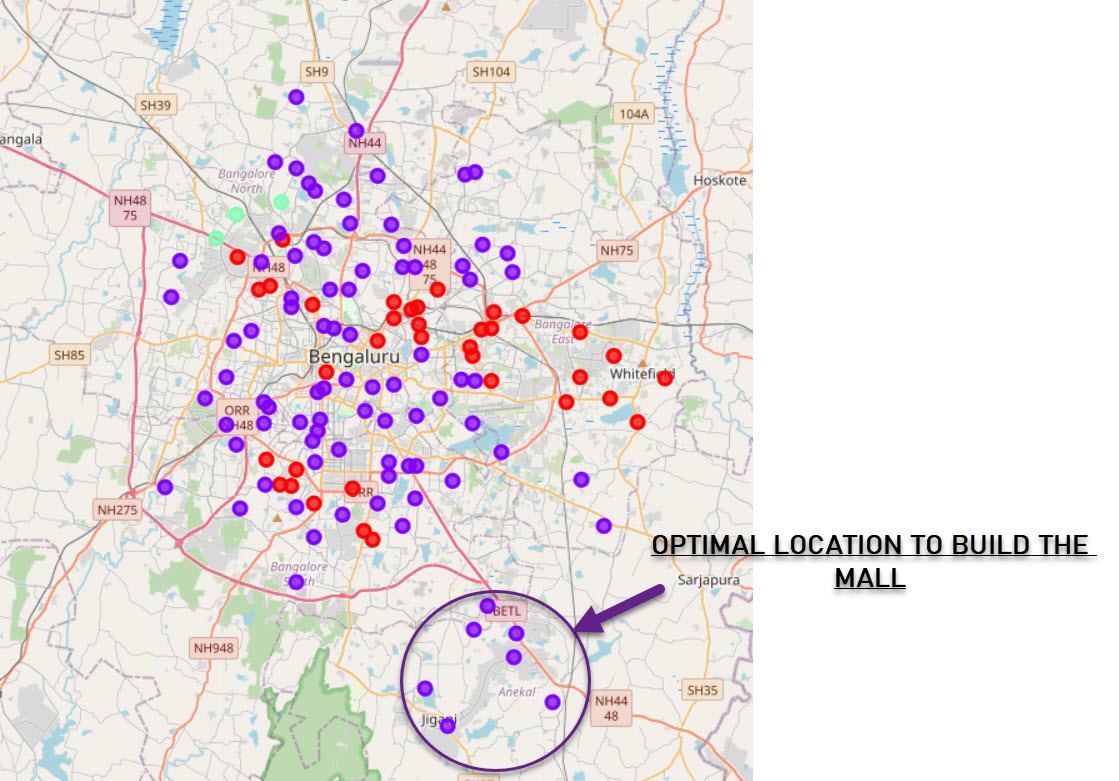 SH9
SH104
SH39
104A
angala
NH44
Bangalore
North
Hoskote
NH48
75
NH44
48
75
NH75
NH48
Bangalore
East
SH85
Bengaluru
Whitefield
ORR
NH48
ORR
NH275
OPTIMAL LOCATION TO BUILD THE
MALL
Bangalore
South
Sarjapura
BETL
NH948
Anekal
SH35
NH44
48
Jigani